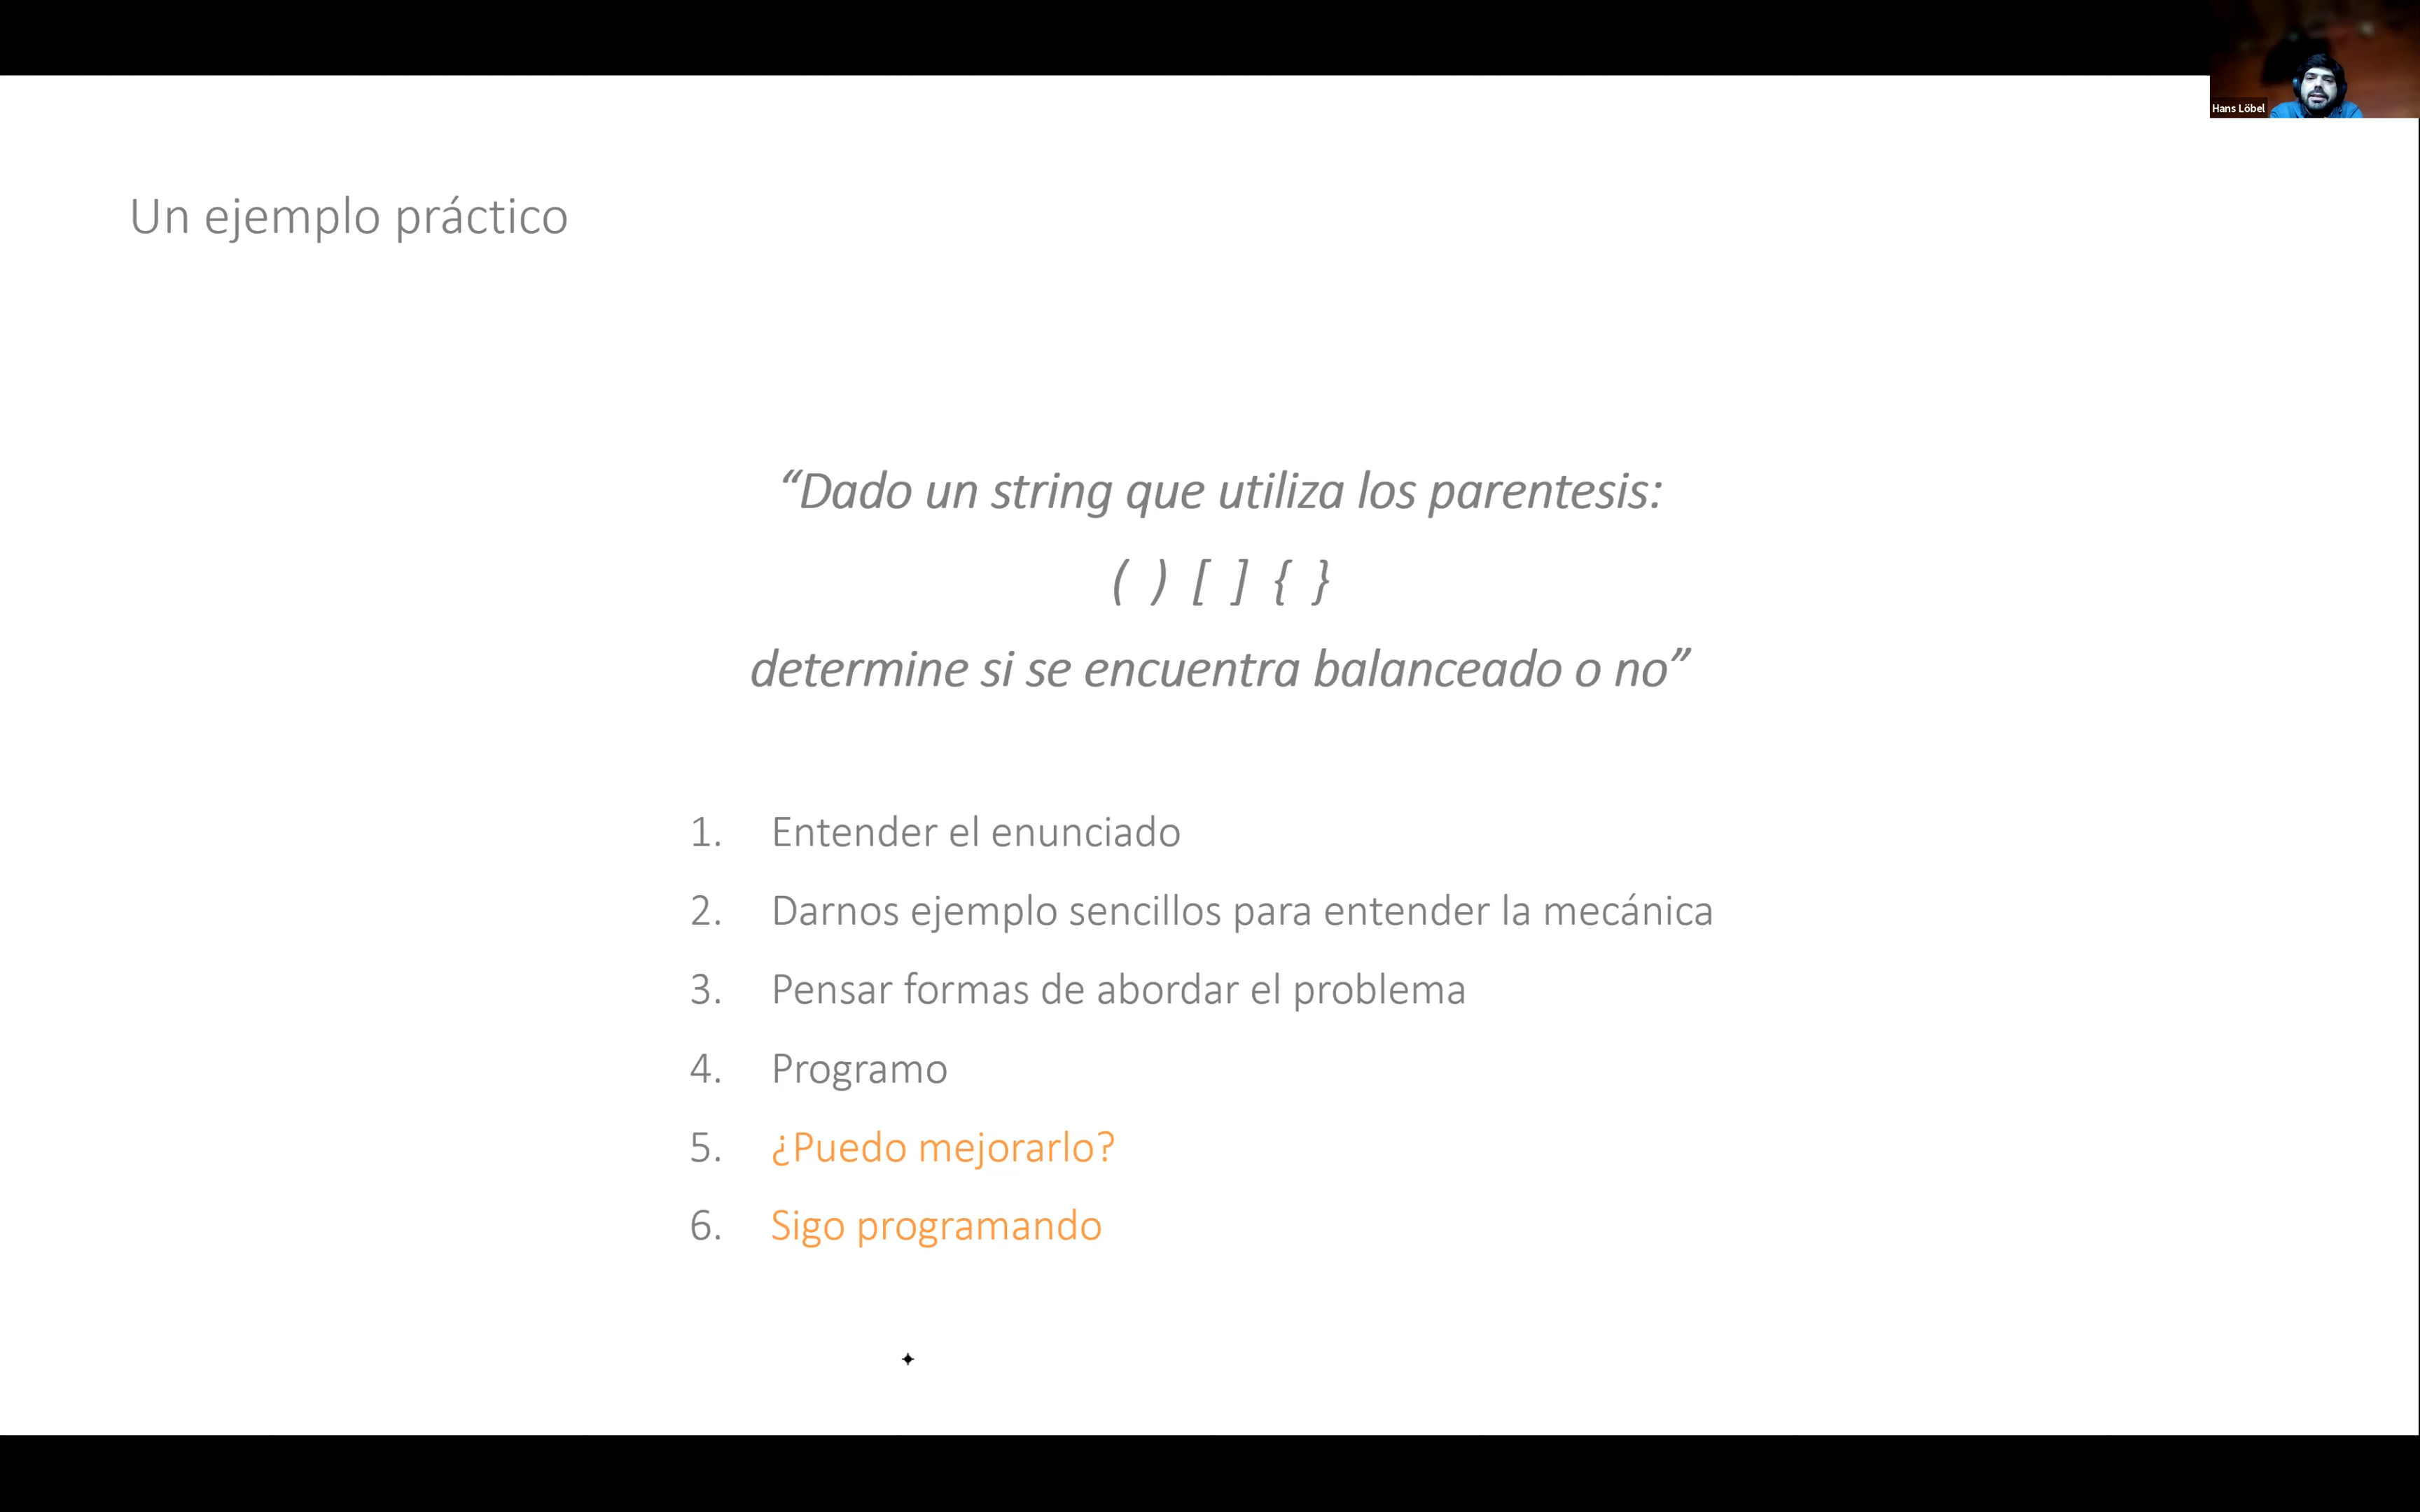 Hans Löbel
Un ejemplo práctico
“Dado un string que utiliza los parentesis:
( ) [ ] { }
determine si se encuentra balanceado o no”
1. Entender el enunciado
2. Darnos ejemplo sencillos para entender la mecánica
3. Pensar formas de abordar el problema
4. Programo
5. ¿Puedo mejorarlo?
6. Sigo programando